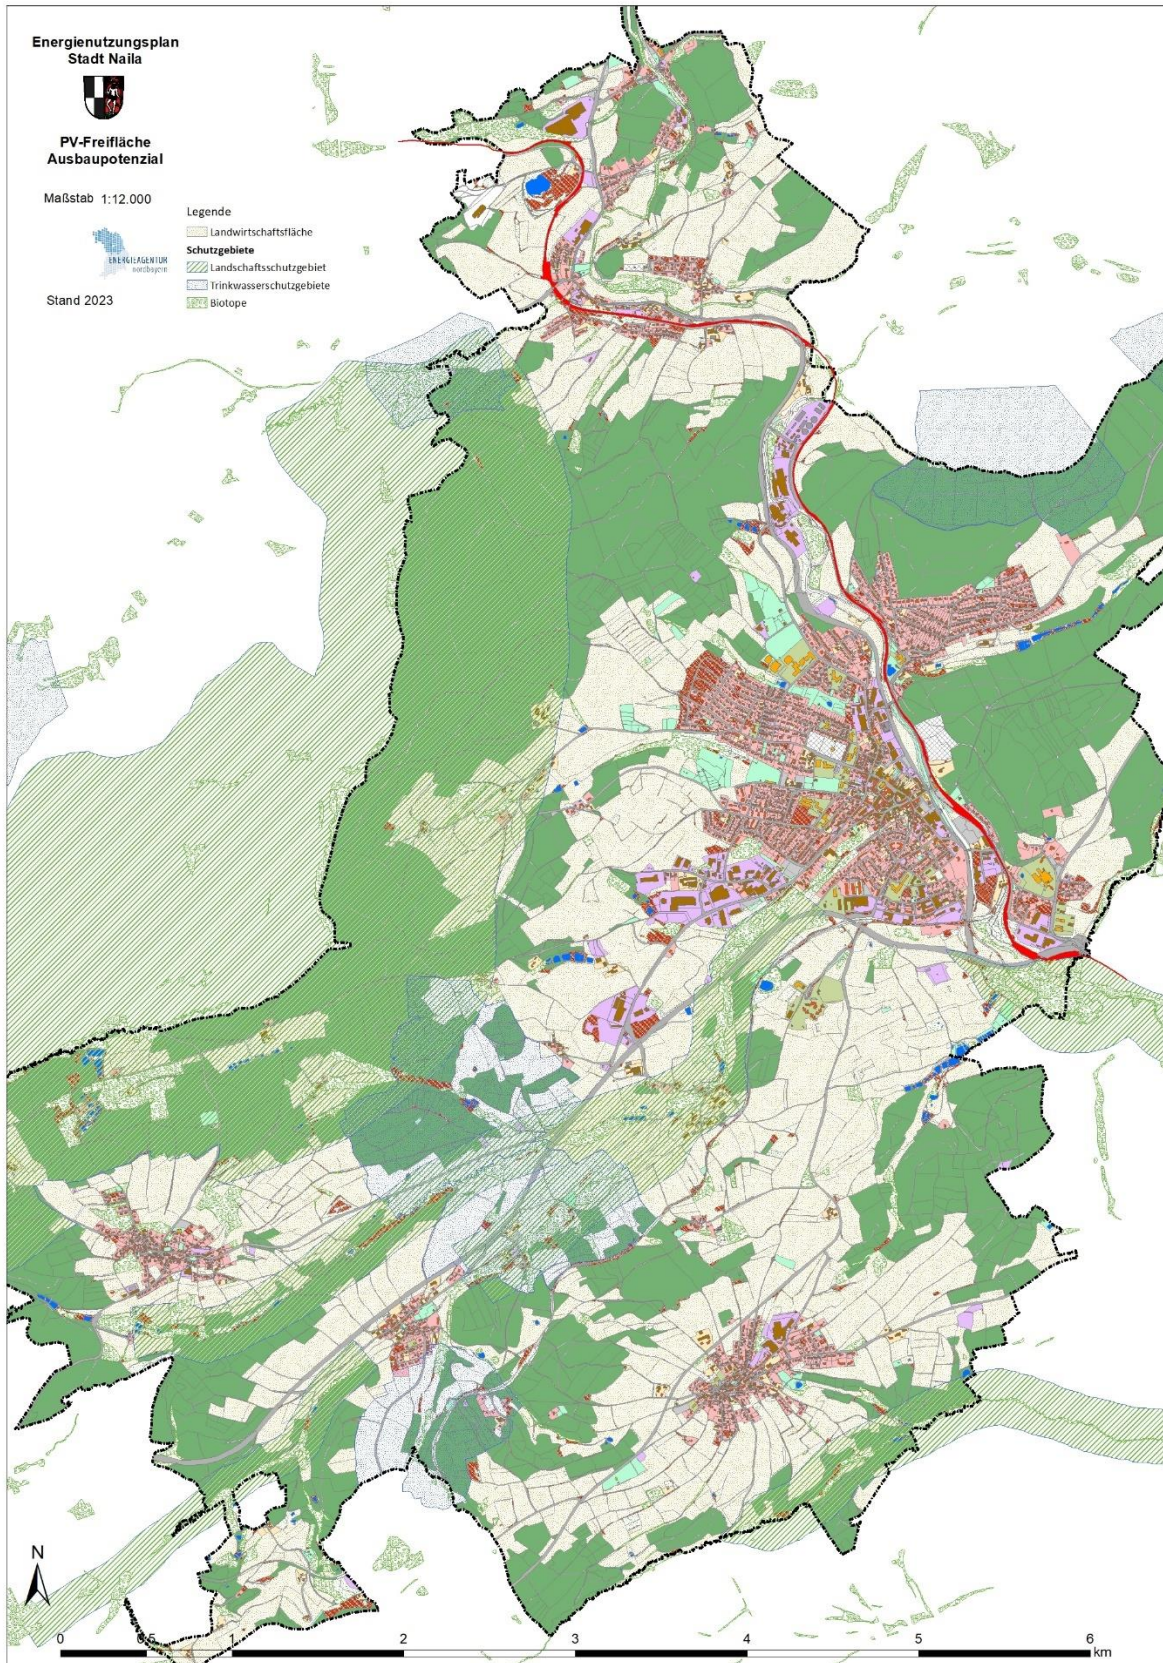 Energienutzungsplan
Stadt Naila
PV-Freifläche
Ausbaupotenzial
Maßstab 1:12.000
ENERGIEAGENTUR
nordbayern
Stand 2023
Legende
Landwirtschaftsfläche
Schutzgebiete
Landschaftsschutzgebiet
Trinkwasserschutzgebiete
Biotope
N
0 0,5 1 2 3 4 5 6
km